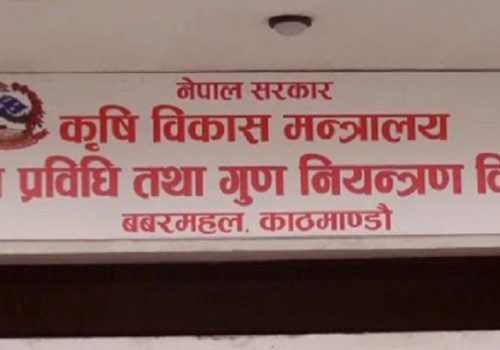 नेपाल सरकार
कृषि विकास मन्त्रालय
प्रविधि तथा गुण नियन्त्रण
बबरमहल, काठमाण्डौ